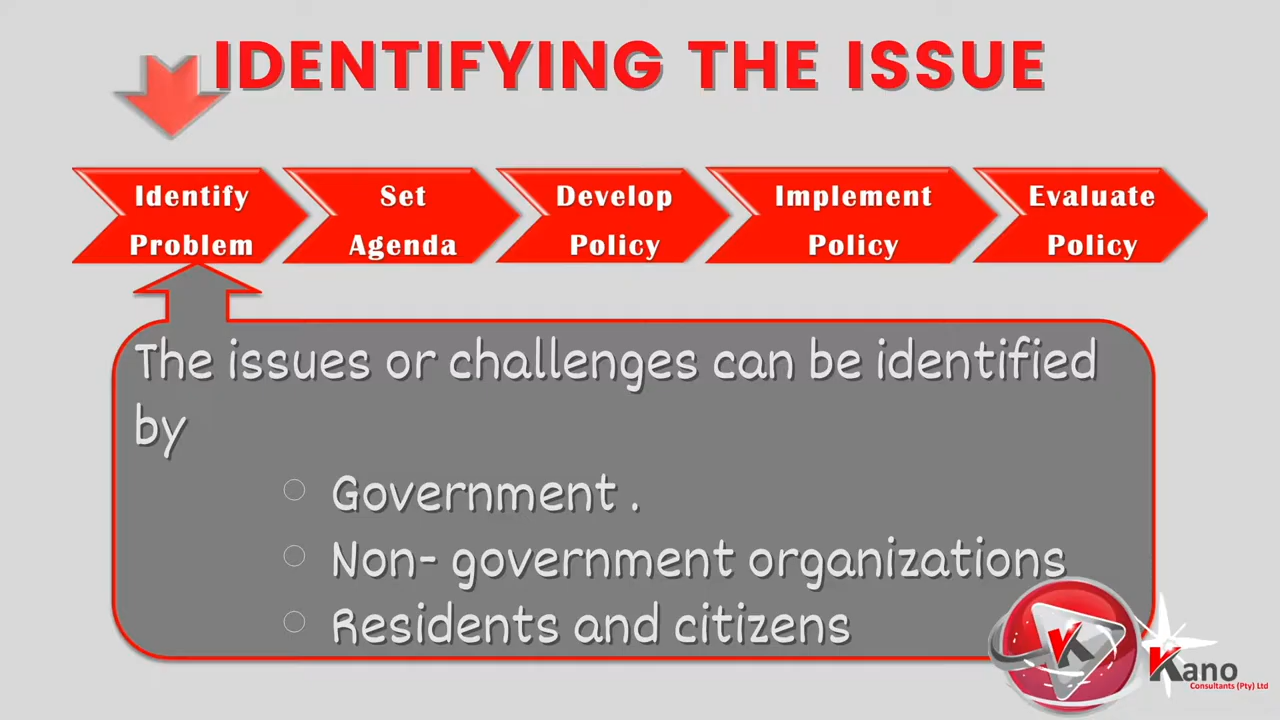 IDENTIFYING THE ISSUE
Identify
Problem
Set
Agenda
Develop
Policy
Implement
Policy
Evaluate
Policy
The issues or challenges can be identified
by
Government .
Non- government organizations
Residents and citizens
K
Kano
Consultants (Pty) Ltd